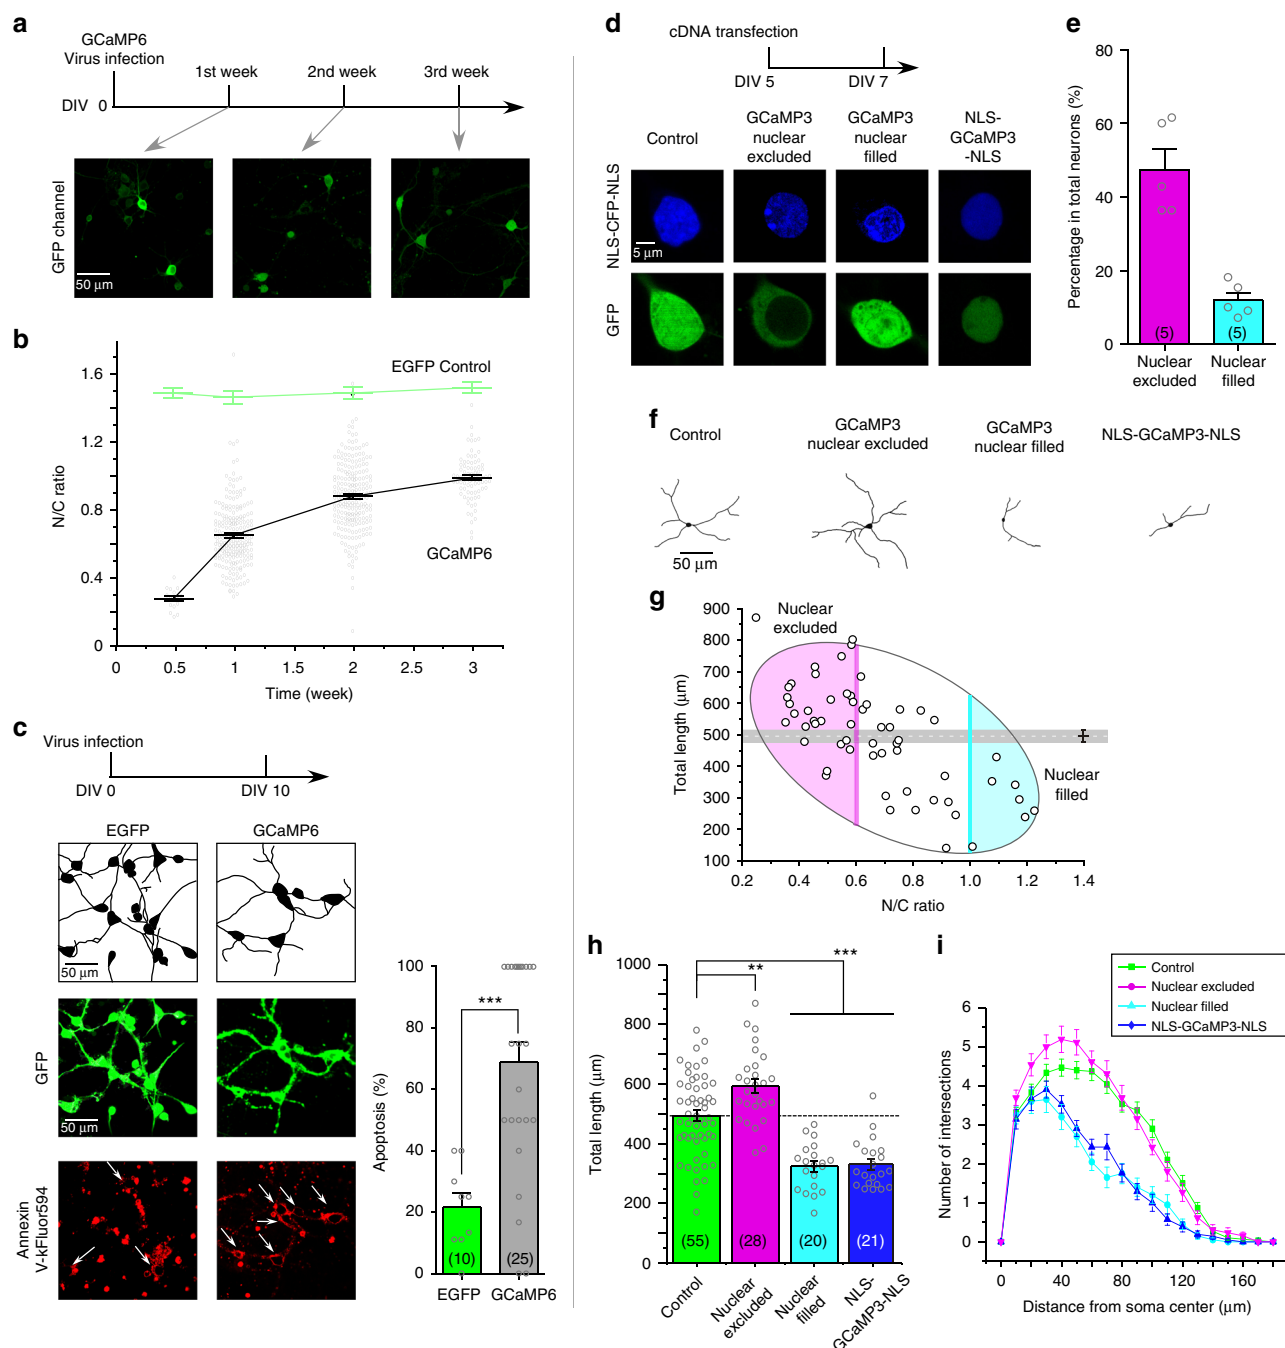 a
GCaMP6
Virus infection
1st week
2nd week
3rd week
DIV 0
GFP channel
50 μm
b
N/C ratio
1.6
1.2
0.8
0.4
0
EGFP Control
GCaMP6
0
0.5
1
1.5
2
2.5
3
Time (week)
c
Virus infection
DIV 0
DIV 10
EGFP
GCaMP6
50 μm
GFP
50 μm
Annexin
V-kFluor594
Apoptosis (%)
100
80
60
40
20
0
***
(10)
(25)
EGFP
GCaMP6
d
cDNA transfection
DIV 5
DIV 7
Control
GCaMP3
nuclear
excluded
GCaMP3
nuclear
filled
NLS-
GCaMP3
-NLS
NLS-CFP-NLS
5 μm
GFP
e
Percentage in total neurons (%)
80
60
40
20
0
(5)
(5)
Nuclear
excluded
Nuclear
filled
f
Control
GCaMP3
nuclear excluded
GCaMP3
nuclear filled
NLS-GCaMP3-NLS
50 μm
g
Total length (μm)
900
800
700
600
500
400
300
200
100
Nuclear
excluded
Nuclear
filled
0.2
0.4
0.6
0.8
1.0
1.2
1.4
N/C ratio
h
Total length (μm)
1000
800
600
400
200
0
**
***
(55)
(28)
(20)
(21)
Control
Nuclear
excluded
Nuclear
filled
NLS-
GCaMP3-NLS
i
Control
Nuclear excluded
Nuclear filled
NLS-GCaMP3-NLS
Number of intersections
6
5
4
3
2
1
0
0
40
80
120
160
Distance from soma center (μm)